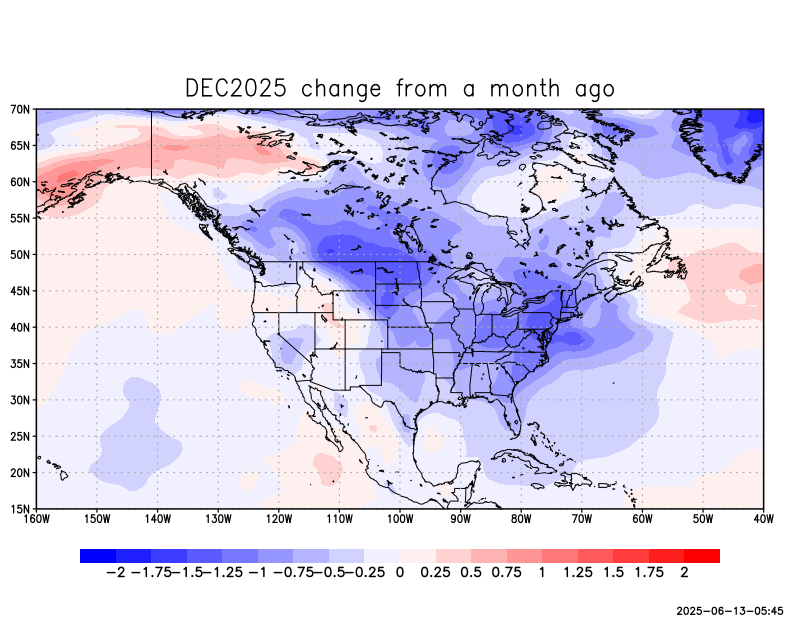 DEC2025 change from a month ago
70N
65N
60N
55N
50N
45N
40N
35N
30N
25N
20N
15N
160W 150W 140W 130W 120W 110W 100W 90W 80W 70W 60W 50W 40W
-2 -1.75 -1.5 -1.25 -1 -0.75 -0.5 -0.25 0 0.25 0.5 0.75 1 1.25 1.5 1.75 2
2025-06-13-05:45